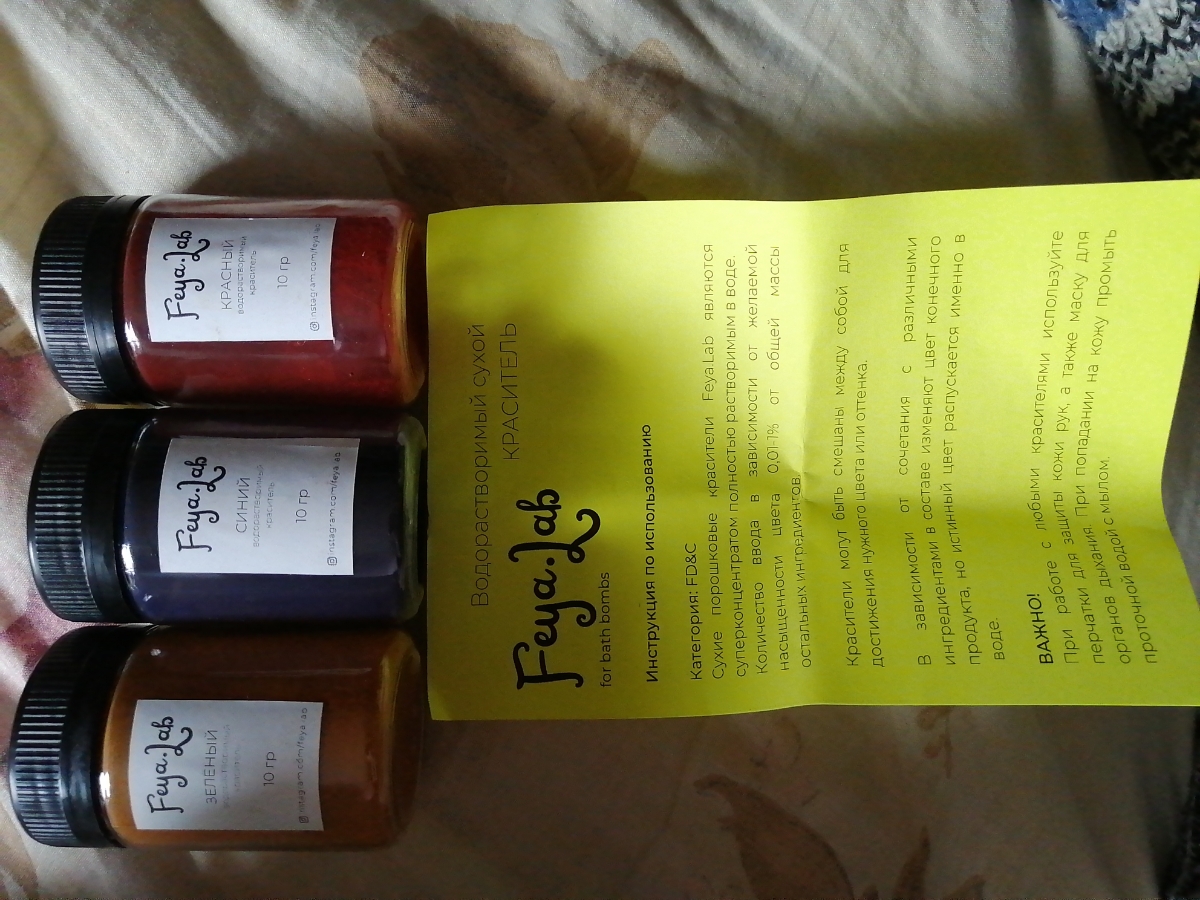 Feya.Lab
КРАСНЫЙ
водорастворимый
краситель
10 гр
instagram.com/feya.lab
Feya.Lab
СИНИЙ
водорастворимый
краситель
10 гр
instagram.com/feya.lab
Feya.Lab
ЗЕЛЕНЫЙ
10 гр
instagram.com/feya.lab
Водорастворимый сухой
КРАСИТЕЛЬ
Feya.Lab
for bath bombs
Инструкция по использованию
Категория: FD&C
Сухие порошковые красители Feya.Lab являются
суперконцентратом полностью растворимым в воде.
Количество ввода в зависимости от желаемой
насыщенности цвета 0,01-1% от общей массы
остальных ингредиентов.
Красители могут быть смешаны между собой для
достижения нужного цвета или оттенка.
В зависимости от сочетания с различными
ингредиентами в составе изменяют цвет конечного
продукта, но истинный цвет распускается именно в
воде.
ВАЖНО!
При работе с любыми красителями используйте
перчатки для защиты кожи рук, а также маску для
органов дыхания. При попадании на кожу промыть
проточной водой с мылом.